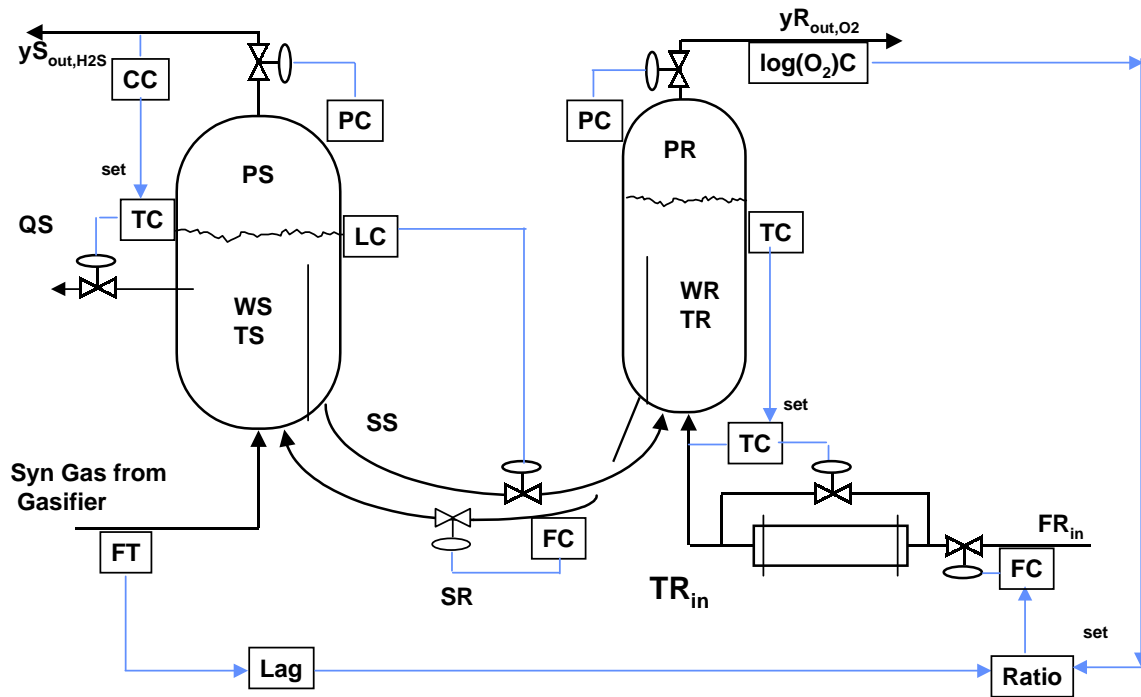 yR_out,O2
yS_out,H2S
CC
log(O₂)C
PC
PC
PS
PR
set
QS
TC
LC
TC
WS
TS
WR
TR
SS
set
TC
Syn Gas from
Gasifier
FR_in
FT
FC
FC
SR
TR_in
set
Lag
Ratio